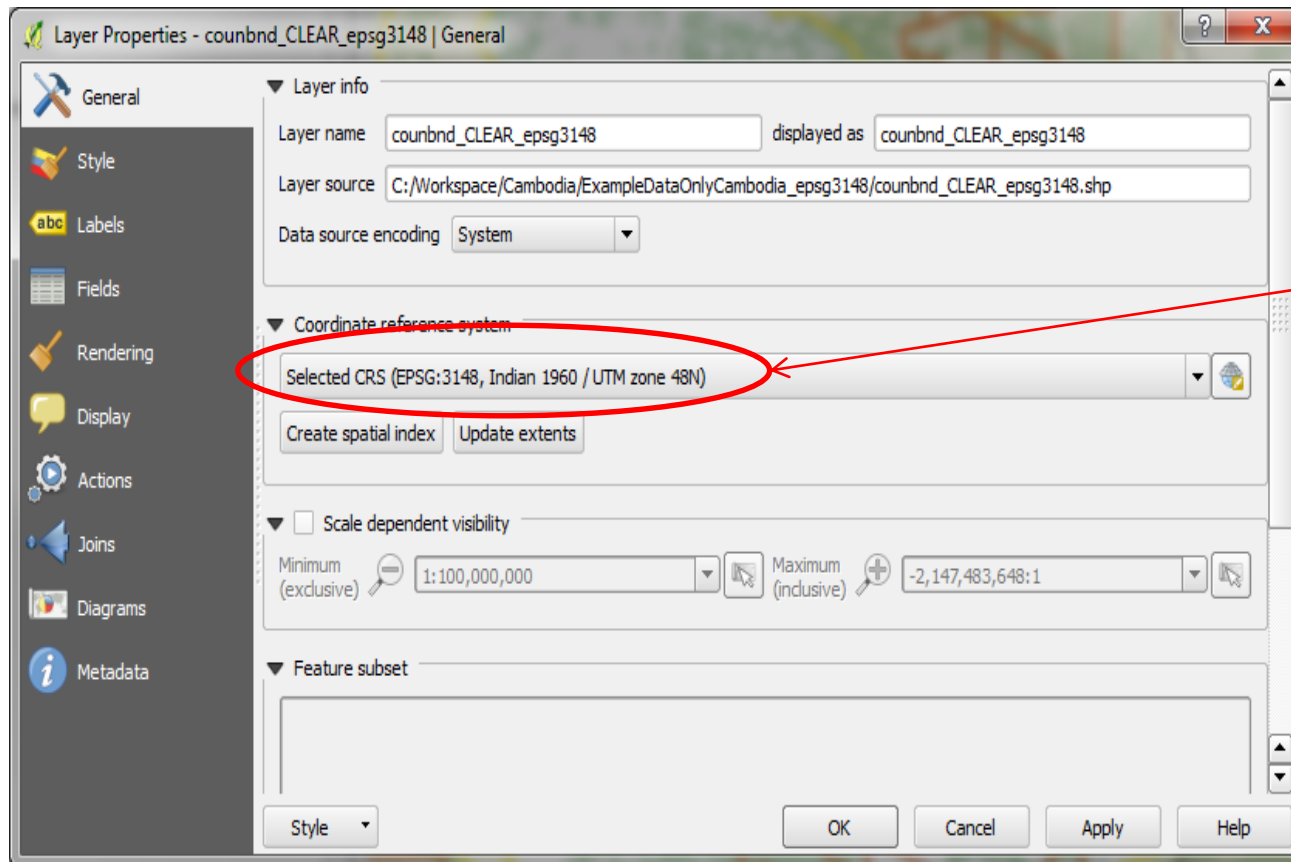 Layer Properties - counbnd_CLEAR_epsg3148 | General
? X
General
Style
abc Labels
Fields
Rendering
Display
Actions
Joins
Diagrams
i Metadata
Layer info
Layer name counbnd_CLEAR_epsg3148 displayed as counbnd_CLEAR_epsg3148
Layer source C:/Workspace/Cambodia/ExampleDataOnlyCambodia_epsg3148/counbnd_CLEAR_epsg3148.shp
Data source encoding System
Coordinate reference system
Selected CRS (EPSG:3148, Indian 1960 / UTM zone 48N)
Create spatial index Update extents
Scale dependent visibility
Minimum (exclusive) 1:100,000,000 Maximum (inclusive) -2,147,483,648:1
Feature subset
Style OK Cancel Apply Help